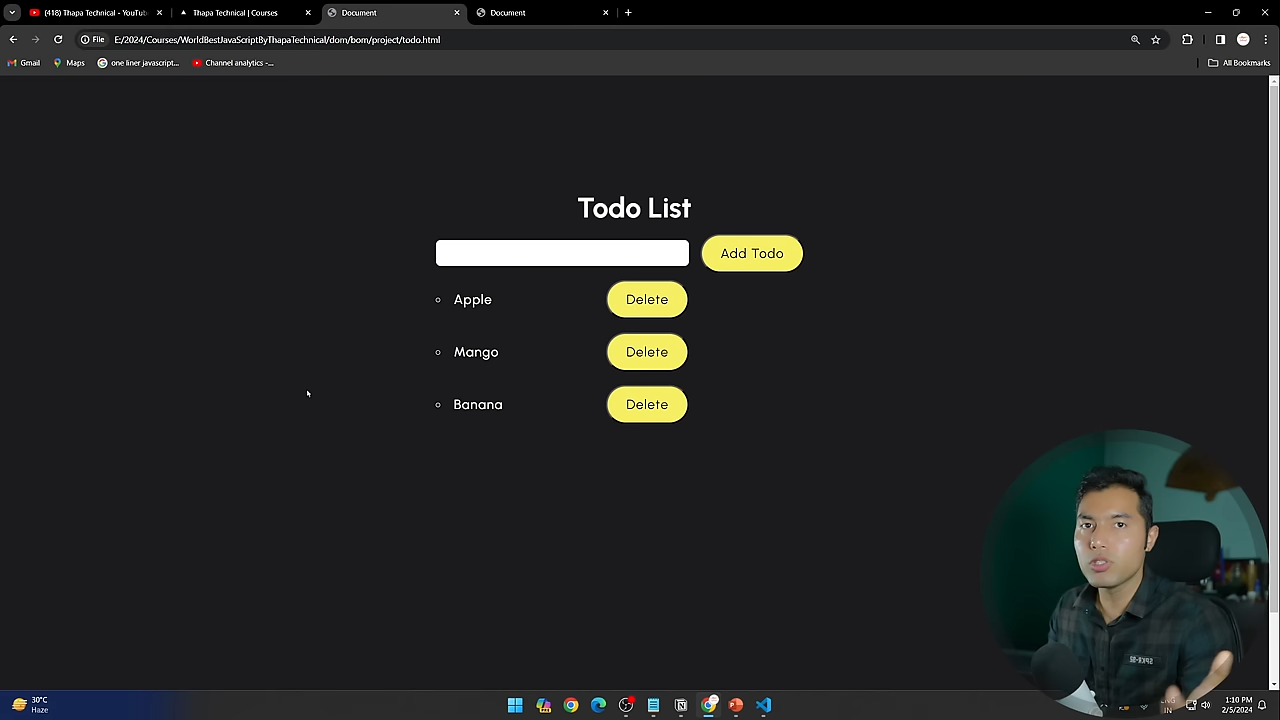 (418) Thapa Technical - YouTub
Thapa Technical | Courses
Document
Document
File
E:/2024/Courses/WorldBestJavaScriptByThapaTechnical/dom/bom/project/todo.html
Gmail
Maps
one liner javascript...
Channel analytics -...
All Bookmarks
Todo List
Add Todo
Apple
Delete
Mango
Delete
Banana
Delete
30°C
Haze
ENG
IN
1:10 PM
2/5/2024